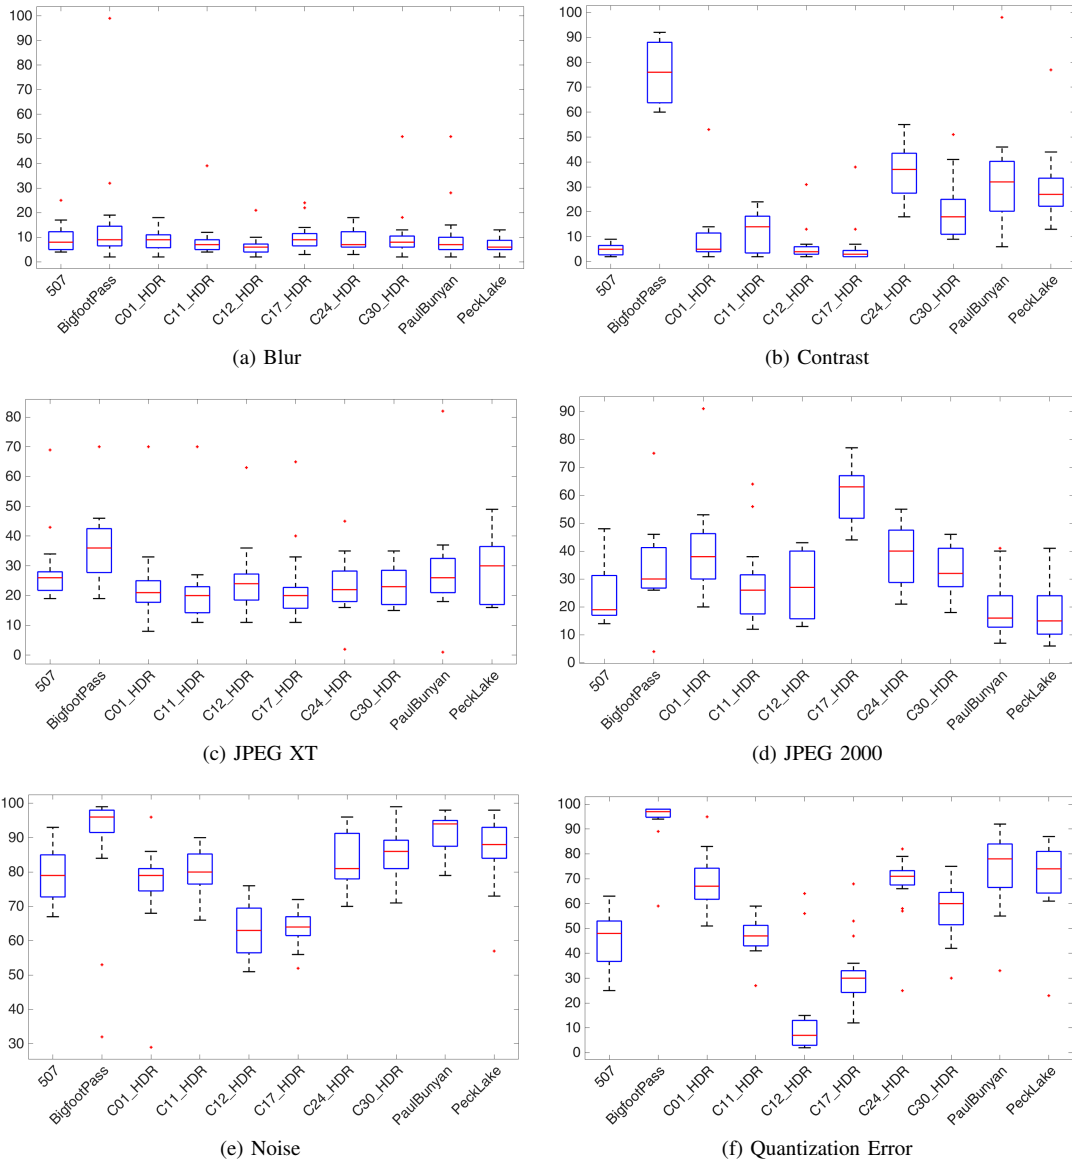 100
90
80
70
60
50
40
30
20
10
0
507
BigfootPass
C01_HDR
C11_HDR
C12_HDR
C17_HDR
C24_HDR
C30_HDR
PaulBunyan
PeckLake
(a) Blur
100
90
80
70
60
50
40
30
20
10
0
507
BigfootPass
C01_HDR
C11_HDR
C12_HDR
C17_HDR
C24_HDR
C30_HDR
PaulBunyan
PeckLake
(b) Contrast
80
70
60
50
40
30
20
10
0
507
BigfootPass
C01_HDR
C11_HDR
C12_HDR
C17_HDR
C24_HDR
C30_HDR
PaulBunyan
PeckLake
(c) JPEG XT
90
80
70
60
50
40
30
20
10
0
507
BigfootPass
C01_HDR
C11_HDR
C12_HDR
C17_HDR
C24_HDR
C30_HDR
PaulBunyan
PeckLake
(d) JPEG 2000
100
90
80
70
60
50
40
30
507
BigfootPass
C01_HDR
C11_HDR
C12_HDR
C17_HDR
C24_HDR
C30_HDR
PaulBunyan
PeckLake
(e) Noise
100
90
80
70
60
50
40
30
20
10
0
507
BigfootPass
C01_HDR
C11_HDR
C12_HDR
C17_HDR
C24_HDR
C30_HDR
PaulBunyan
PeckLake
(f) Quantization Error